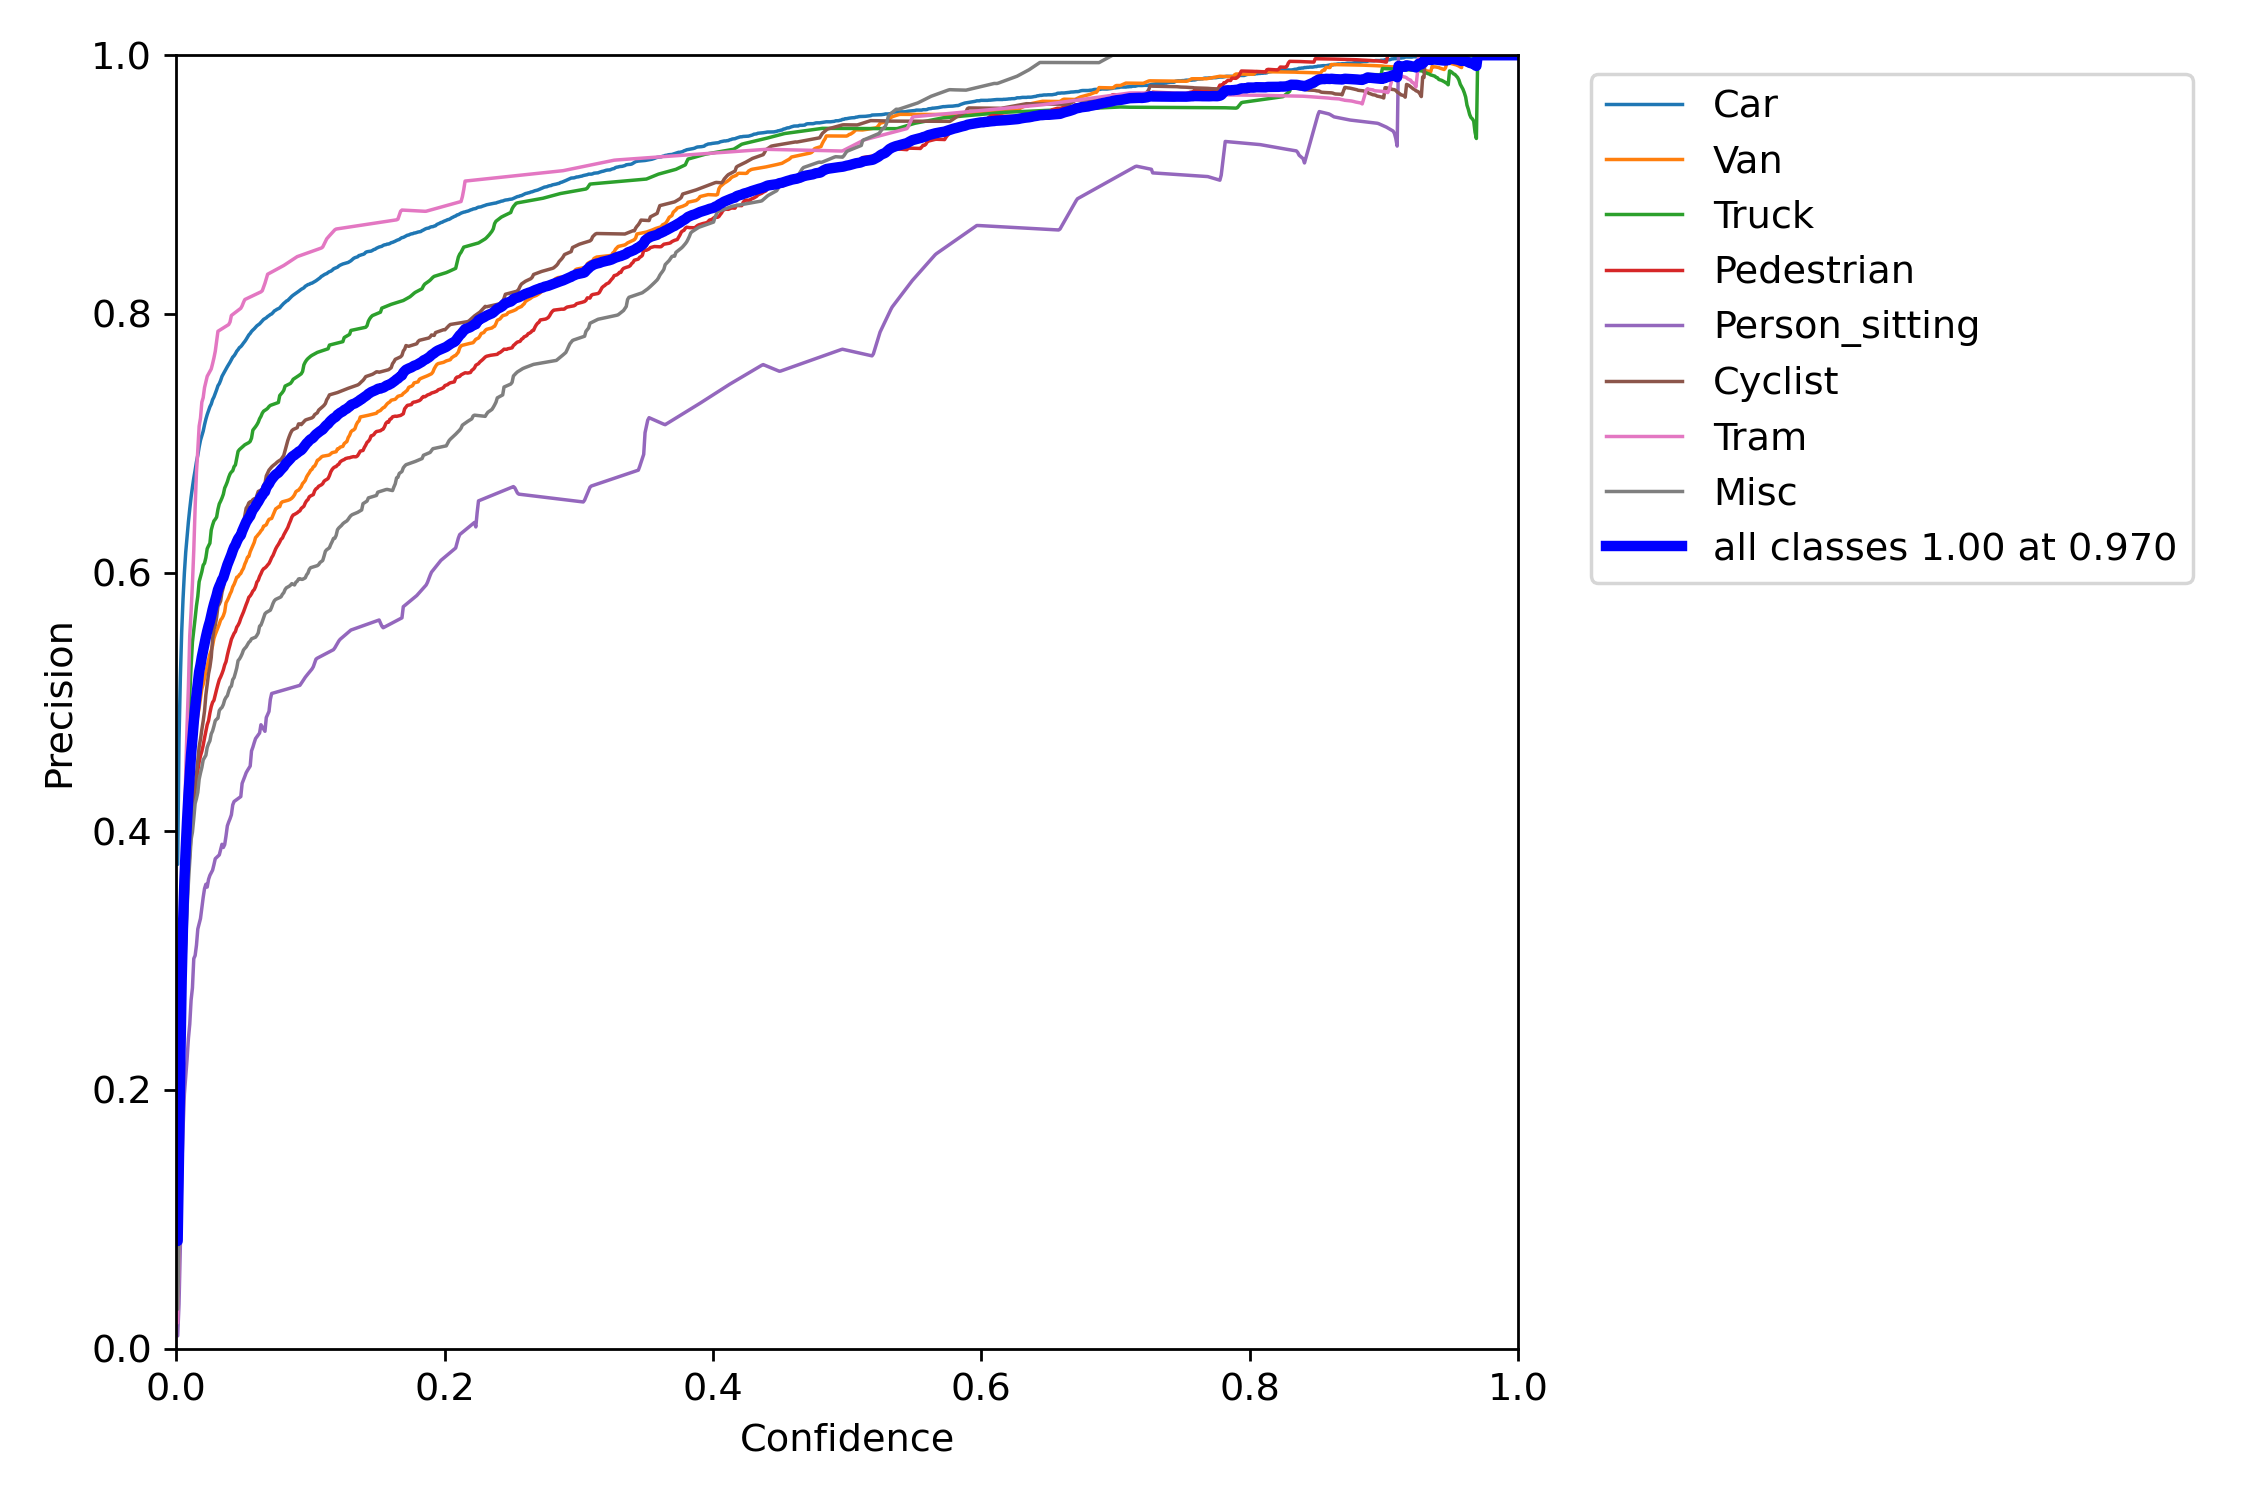 1.0
0.8
0.6
0.4
0.2
0.0
Precision
0.0 0.2 0.4 0.6 0.8 1.0
Confidence
Car
Van
Truck
Pedestrian
Person_sitting
Cyclist
Tram
Misc
all classes 1.00 at 0.970